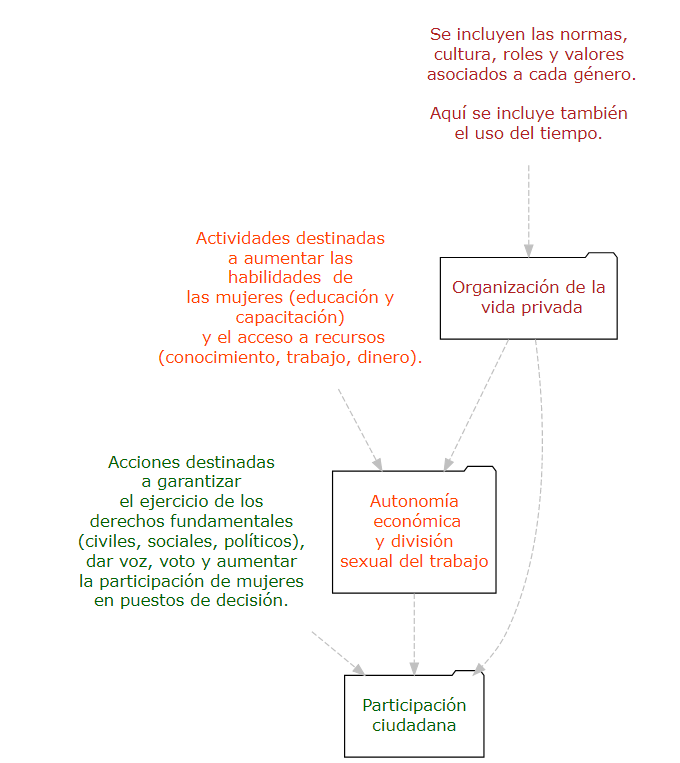 Se incluyen las normas,
cultura, roles y valores
asociados a cada género.
Aquí se incluye también
el uso del tiempo.
Actividades destinadas
a aumentar las
habilidades de
las mujeres (educación y
capacitación)
y el acceso a recursos
(conocimiento, trabajo, dinero).
Organización de la
vida privada
Acciones destinadas
a garantizar
el ejercicio de los
derechos fundamentales
(civiles, sociales, políticos),
dar voz, voto y aumentar
la participación de mujeres
en puestos de decisión.
Autonomía
económica
y división
sexual del trabajo
Participación
ciudadana